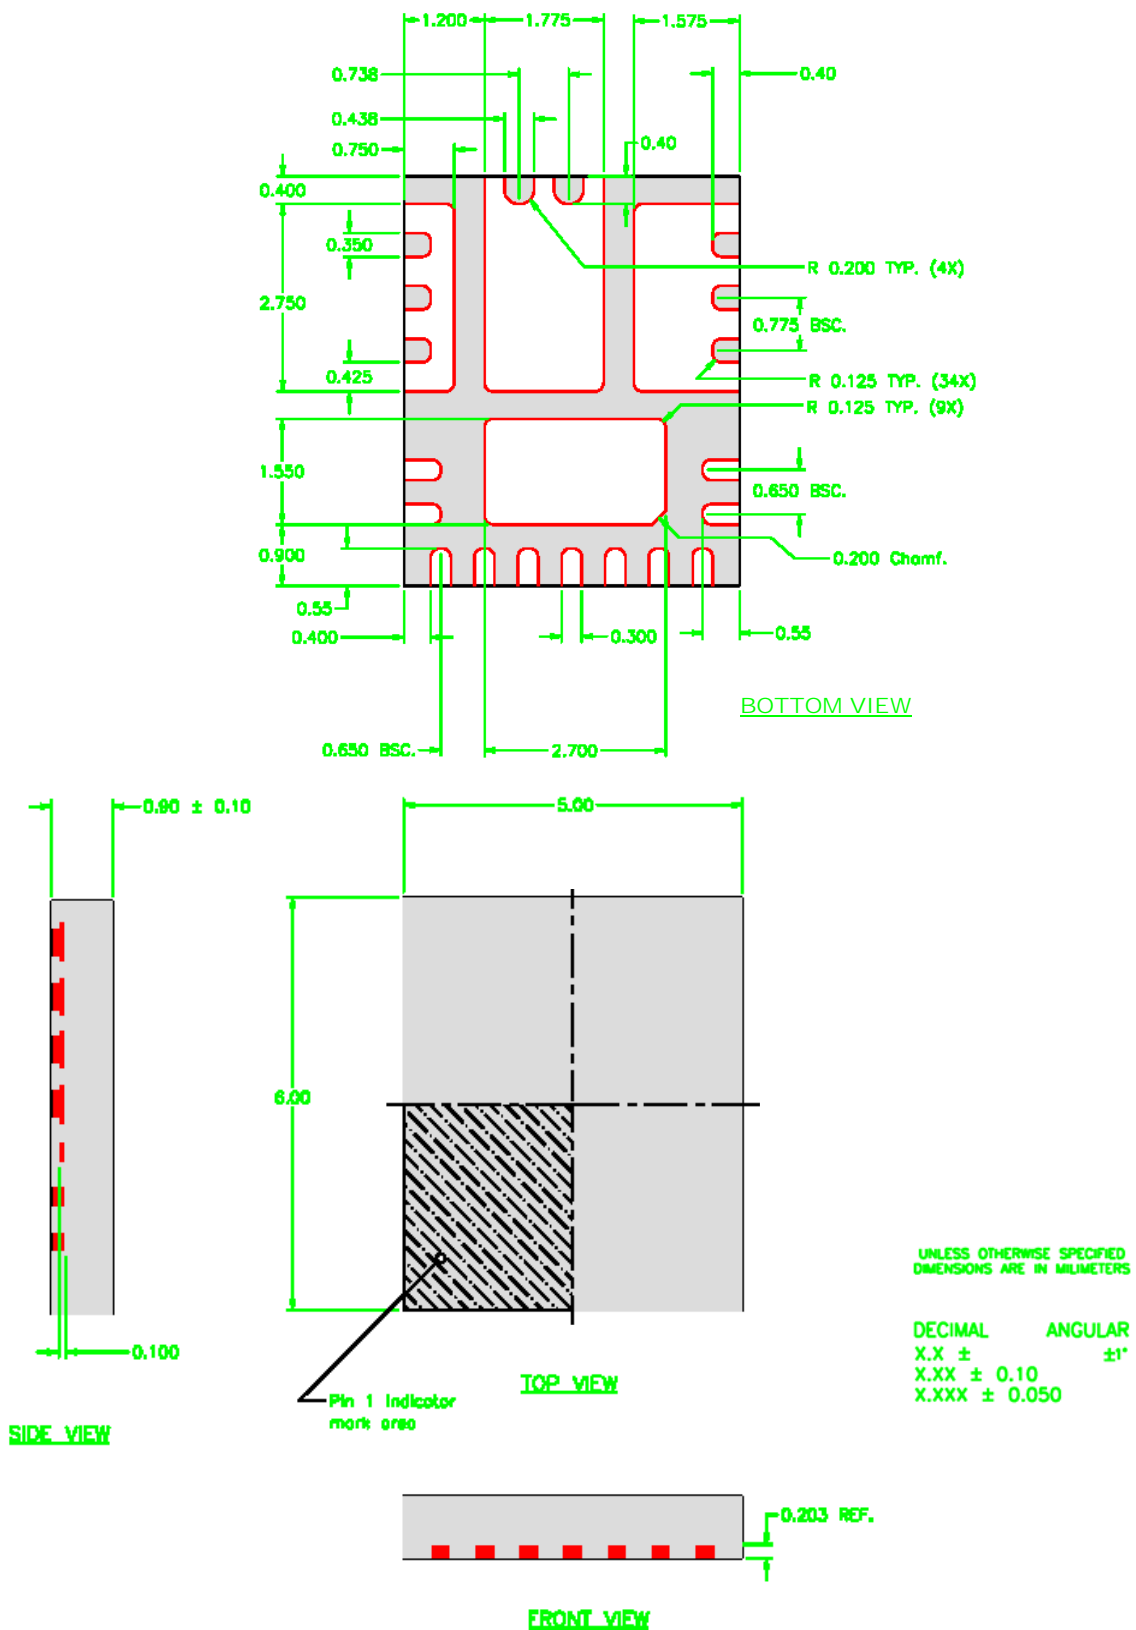 1.200 1.775 1.575
0.738 0.40
0.438
0.750 0.40
0.400
0.350
R 0.200 TYP. (4X)
2.750
0.775 BSC.
0.425
R 0.125 TYP. (34X)
R 0.125 TYP. (9X)
1.550
0.650 BSC.
0.900
0.200 Chamf.
0.55
0.400 0.300 0.55
BOTTOM VIEW
0.650 BSC. 2.700
0.90 ± 0.10 5.00
6.00
UNLESS OTHERWISE SPECIFIED
DIMENSIONS ARE IN MILIMETERS
DECIMAL ANGULAR
X.X ± ±1°
X.XX ± 0.10
X.XXX ± 0.050
0.100
TOP VIEW
Pin 1 indicator
mark area
SIDE VIEW
0.203 REF.
FRONT VIEW